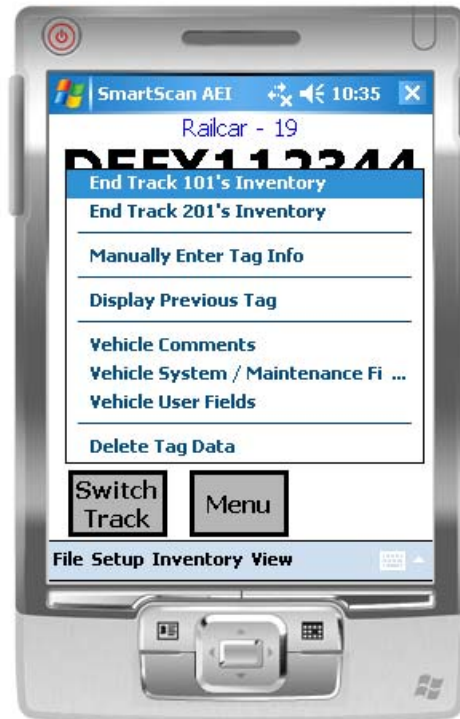 SmartScan AEI 10:35
Railcar - 19
DEFX112344
End Track 101's Inventory
End Track 201's Inventory
Manually Enter Tag Info
Display Previous Tag
Vehicle Comments
Vehicle System / Maintenance Fi ...
Vehicle User Fields
Delete Tag Data
Switch
Track
Menu
File Setup Inventory View